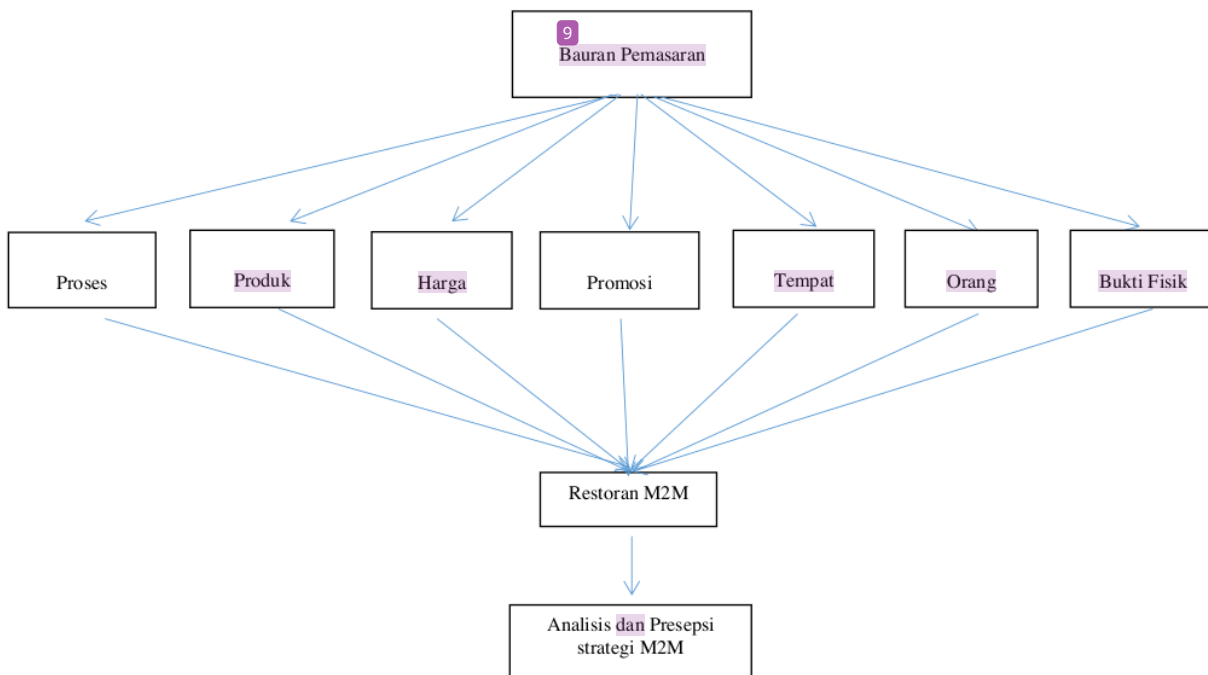 9
Bauran Pemasaran
Proses
Produk
Harga
Promosi
Tempat
Orang
Bukti Fisik
Restoran M2M
Analisis dan Presepsi
strategi M2M